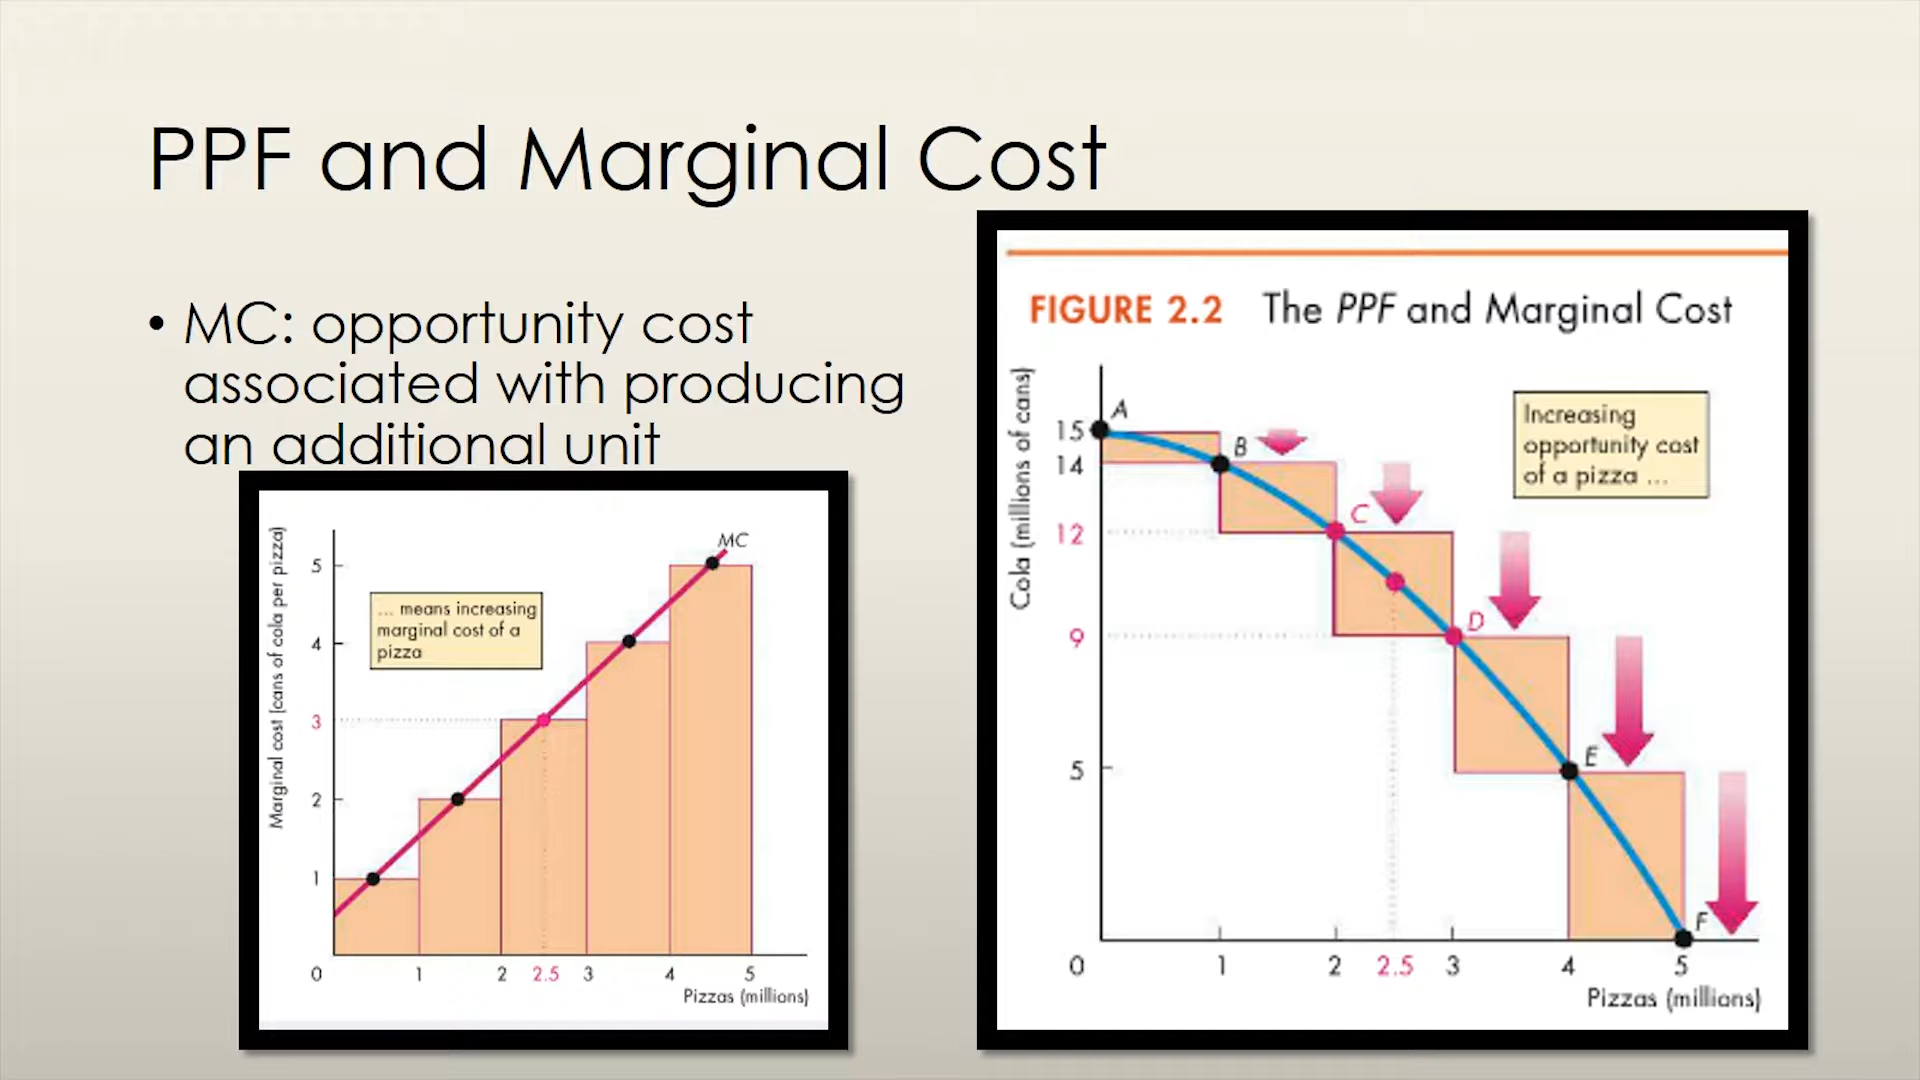 PPF and Marginal Cost
• MC: opportunity cost
associated with producing
an additional unit
Marginal cost (cans of cola per pizza)
MC
5
4
3
2
1
... means increasing
marginal cost of a
pizza
0 1 2 2.5 3 4 5
Pizzas (millions)
FIGURE 2.2 The PPF and Marginal Cost
Cola (millions of cans)
15
14
12
9
5
A
B
C
D
E
F
Increasing
opportunity cost
of a pizza ...
0 1 2 2.5 3 4 5
Pizzas (millions)